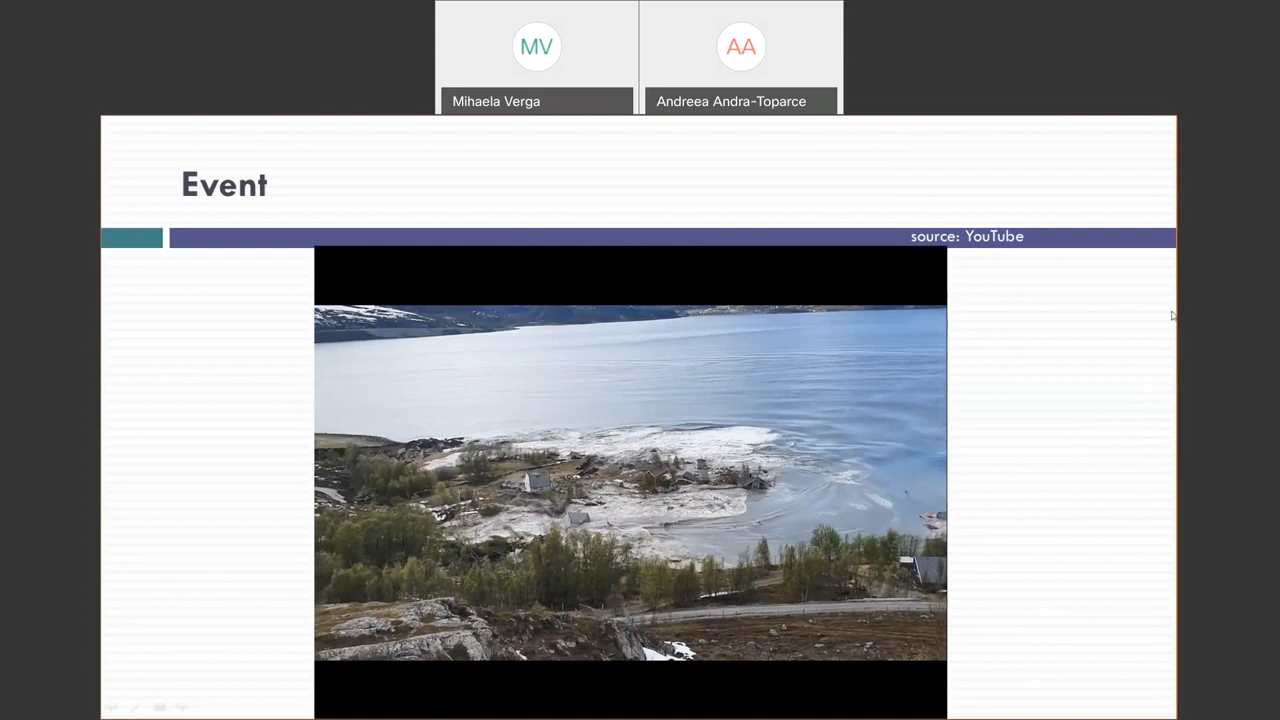 MV
AA
Mihaela Verga
Andreea Andra-Toparce
Event
source: YouTube